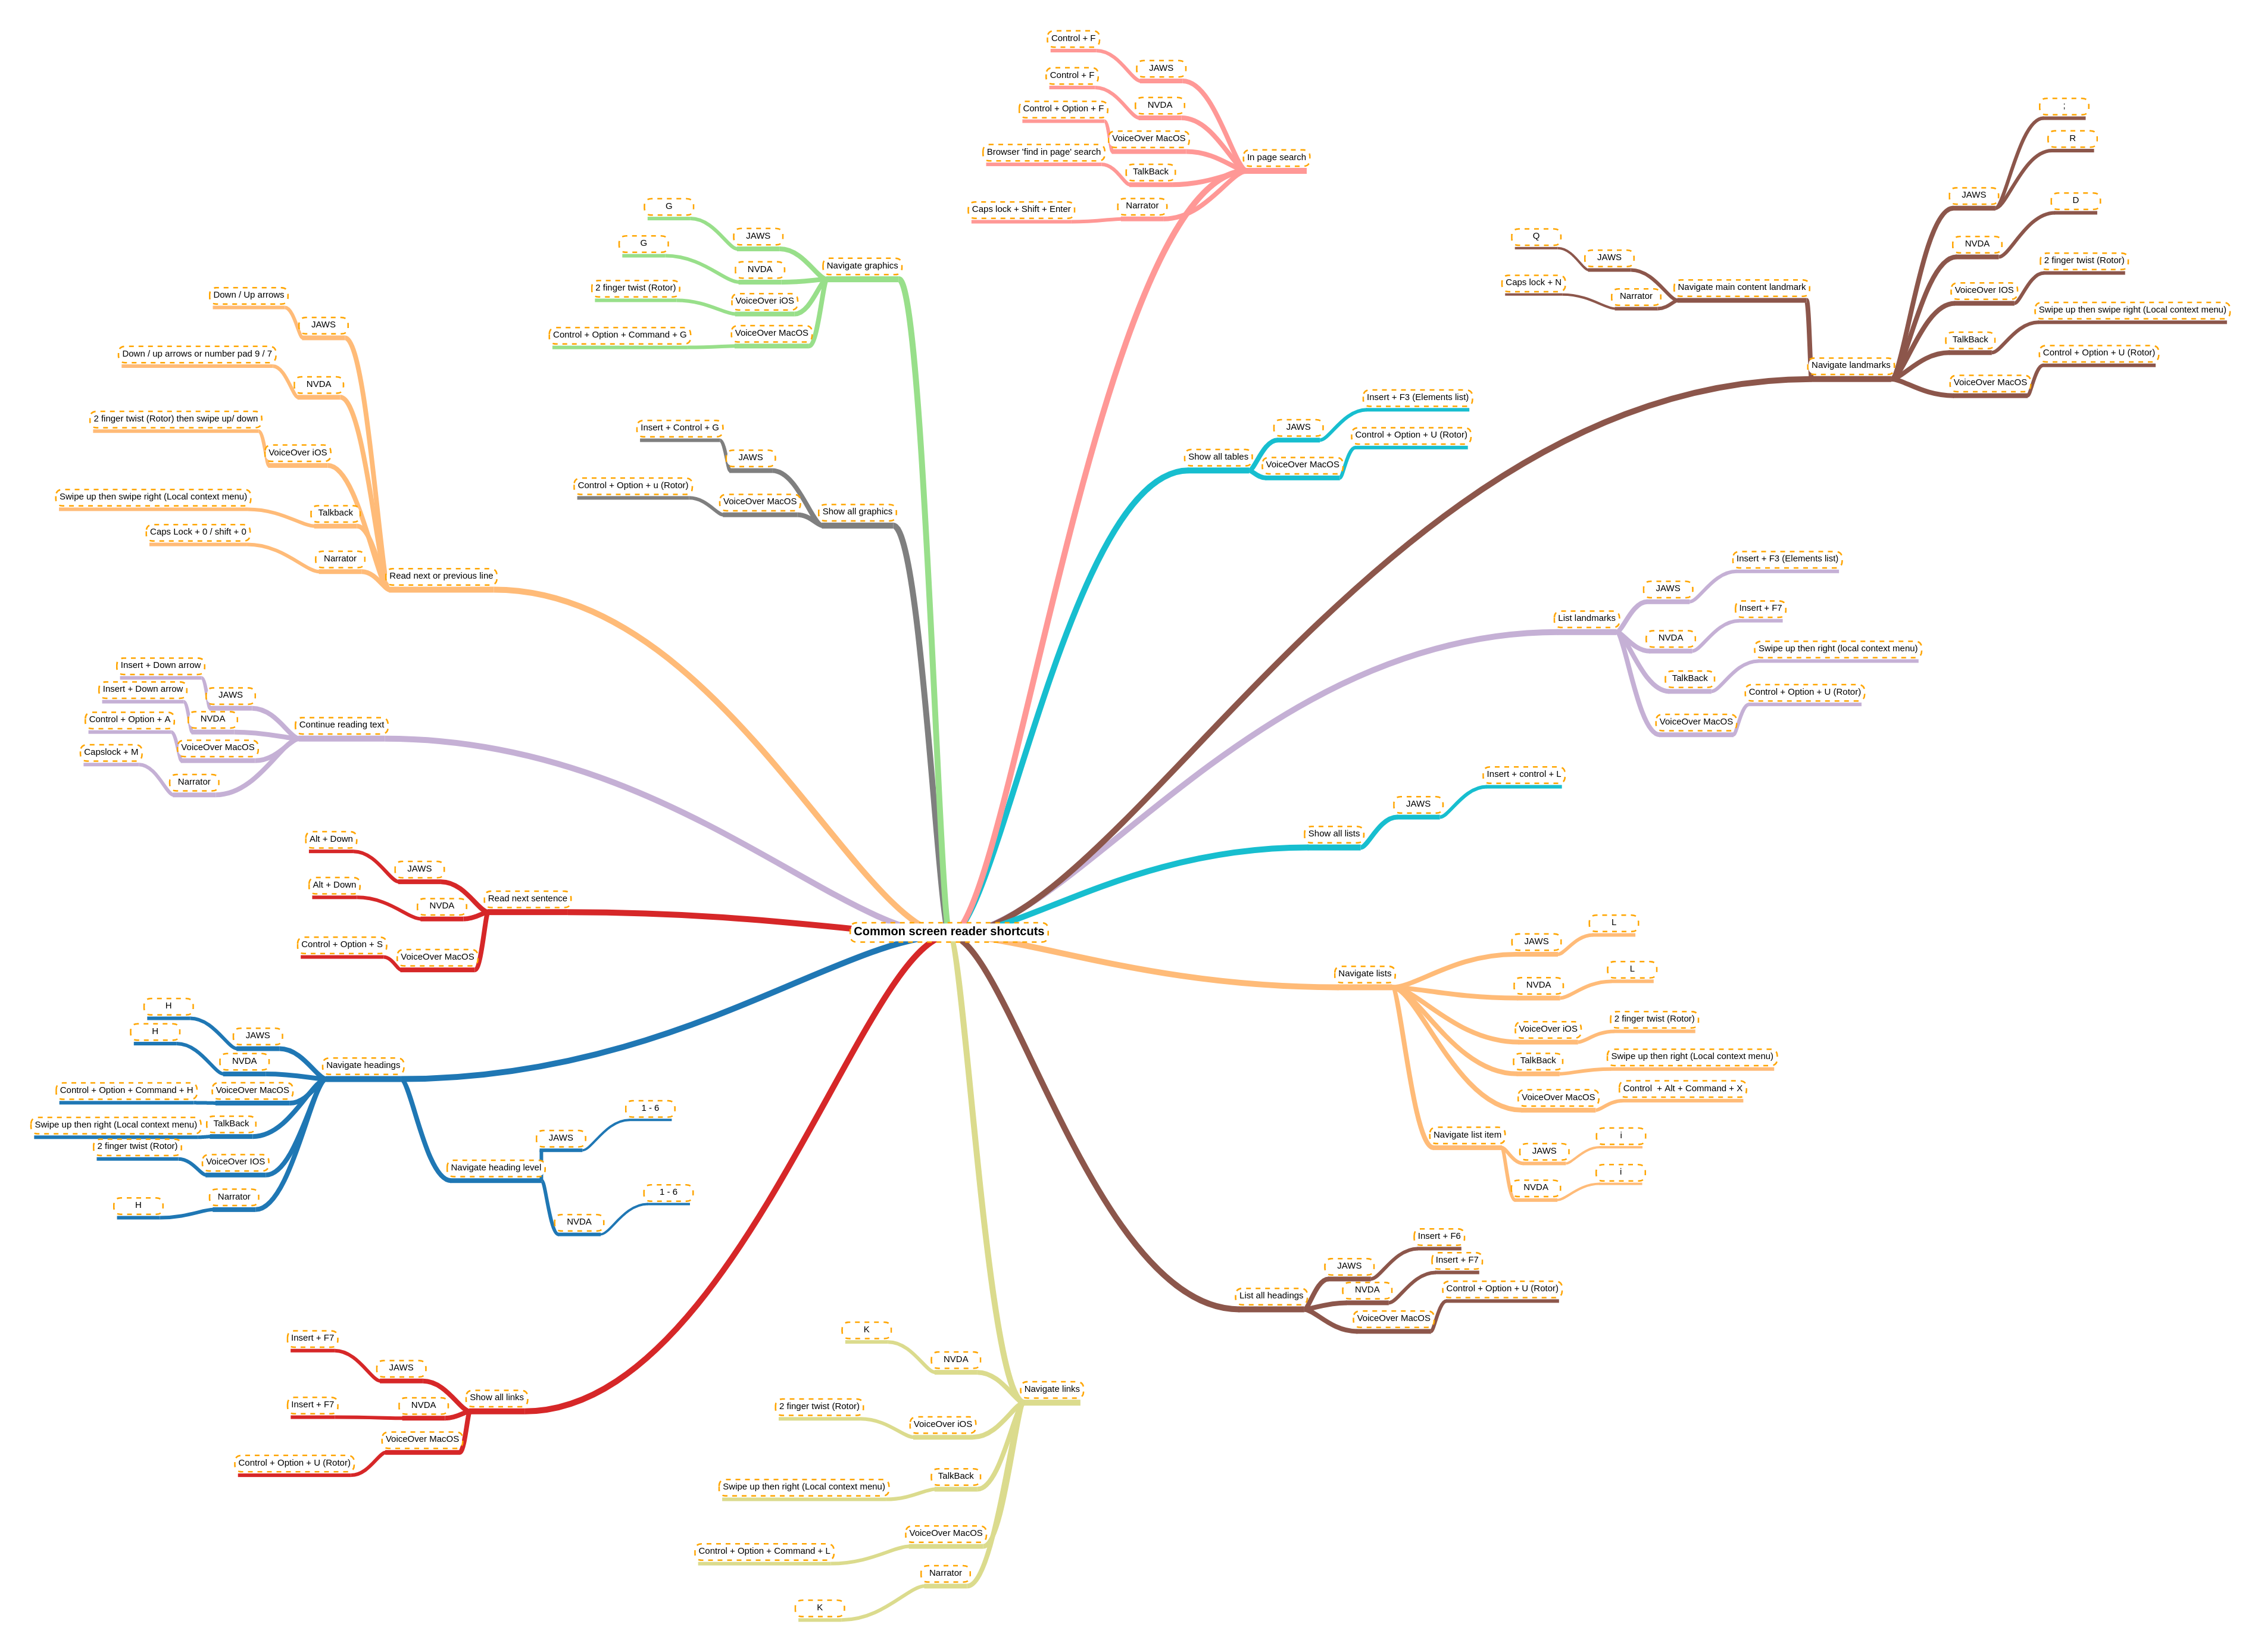 Common screen reader shortcuts
In page search
JAWS
Control + F
NVDA
Control + F
VoiceOver MacOS
Control + Option + F
TalkBack
Browser 'find in page' search
Narrator
Caps lock + Shift + Enter
Navigate graphics
JAWS
G
NVDA
G
VoiceOver iOS
2 finger twist (Rotor)
VoiceOver MacOS
Control + Option + Command + G
Show all graphics
JAWS
Insert + Control + G
VoiceOver MacOS
Control + Option + u (Rotor)
Read next or previous line
JAWS
Down / Up arrows
NVDA
Down / up arrows or number pad 9 / 7
VoiceOver iOS
2 finger twist (Rotor) then swipe up/ down
Talkback
Swipe up then swipe right (Local context menu)
Narrator
Caps Lock + 0 / shift + 0
Continue reading text
JAWS
Insert + Down arrow
NVDA
Insert + Down arrow
VoiceOver MacOS
Control + Option + A
Narrator
Capslock + M
Read next sentence
JAWS
Alt + Down
NVDA
Alt + Down
VoiceOver MacOS
Control + Option + S
Navigate headings
JAWS
H
NVDA
H
VoiceOver MacOS
Control + Option + Command + H
TalkBack
Swipe up then right (Local context menu)
VoiceOver IOS
2 finger twist (Rotor)
Narrator
H
Navigate heading level
JAWS
1 - 6
NVDA
1 - 6
Show all links
JAWS
Insert + F7
NVDA
Insert + F7
VoiceOver MacOS
Control + Option + U (Rotor)
Navigate links
NVDA
K
VoiceOver iOS
2 finger twist (Rotor)
TalkBack
Swipe up then right (Local context menu)
VoiceOver MacOS
Control + Option + Command + L
Narrator
K
Navigate landmarks
JAWS
;
R
NVDA
D
VoiceOver IOS
2 finger twist (Rotor)
TalkBack
Swipe up then swipe right (Local context menu)
VoiceOver MacOS
Control + Option + U (Rotor)
Navigate main content landmark
JAWS
Q
Narrator
Caps lock + N
Show all tables
JAWS
Insert + F3 (Elements list)
VoiceOver MacOS
Control + Option + U (Rotor)
List landmarks
JAWS
Insert + F3 (Elements list)
NVDA
Insert + F7
TalkBack
Swipe up then right (local context menu)
VoiceOver MacOS
Control + Option + U (Rotor)
Show all lists
JAWS
Insert + control + L
Navigate lists
JAWS
L
NVDA
L
VoiceOver iOS
2 finger twist (Rotor)
TalkBack
Swipe up then right (Local context menu)
VoiceOver MacOS
Control + Alt + Command + X
Navigate list item
JAWS
i
NVDA
i
List all headings
JAWS
Insert + F6
NVDA
Insert + F7
VoiceOver MacOS
Control + Option + U (Rotor)